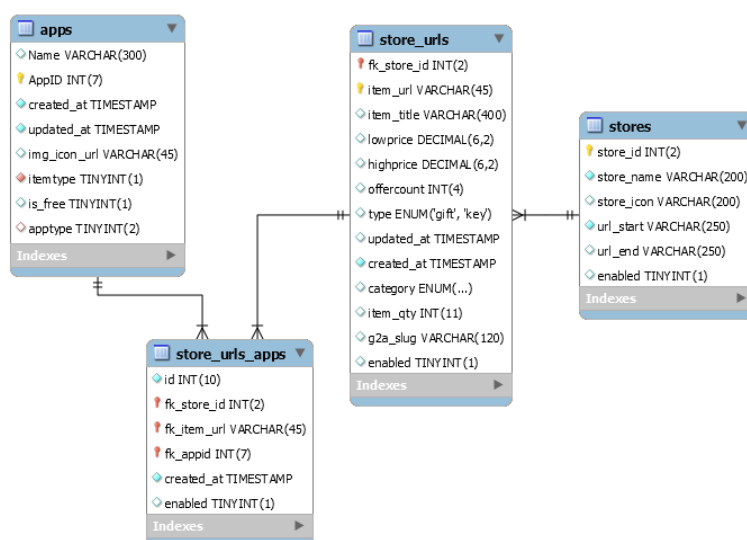 apps
Name VARCHAR(300)
AppID INT(7)
created_at TIMESTAMP
updated_at TIMESTAMP
img_icon_url VARCHAR(45)
itemtype TINYINT(1)
is_free TINYINT(1)
apptype TINYINT(2)
Indexes
store_urls
fk_store_id INT(2)
item_url VARCHAR(45)
item_title VARCHAR(400)
lowprice DECIMAL(6,2)
highprice DECIMAL(6,2)
offercount INT(4)
type ENUM('gift', 'key')
updated_at TIMESTAMP
created_at TIMESTAMP
category ENUM(...)
item_qty INT(11)
g2a_slug VARCHAR(120)
enabled TINYINT(1)
Indexes
stores
store_id INT(2)
store_name VARCHAR(200)
store_icon VARCHAR(200)
url_start VARCHAR(250)
url_end VARCHAR(250)
enabled TINYINT(1)
Indexes
store_urls_apps
id INT(10)
fk_store_id INT(2)
fk_item_url VARCHAR(45)
fk_appid INT(7)
created_at TIMESTAMP
enabled TINYINT(1)
Indexes